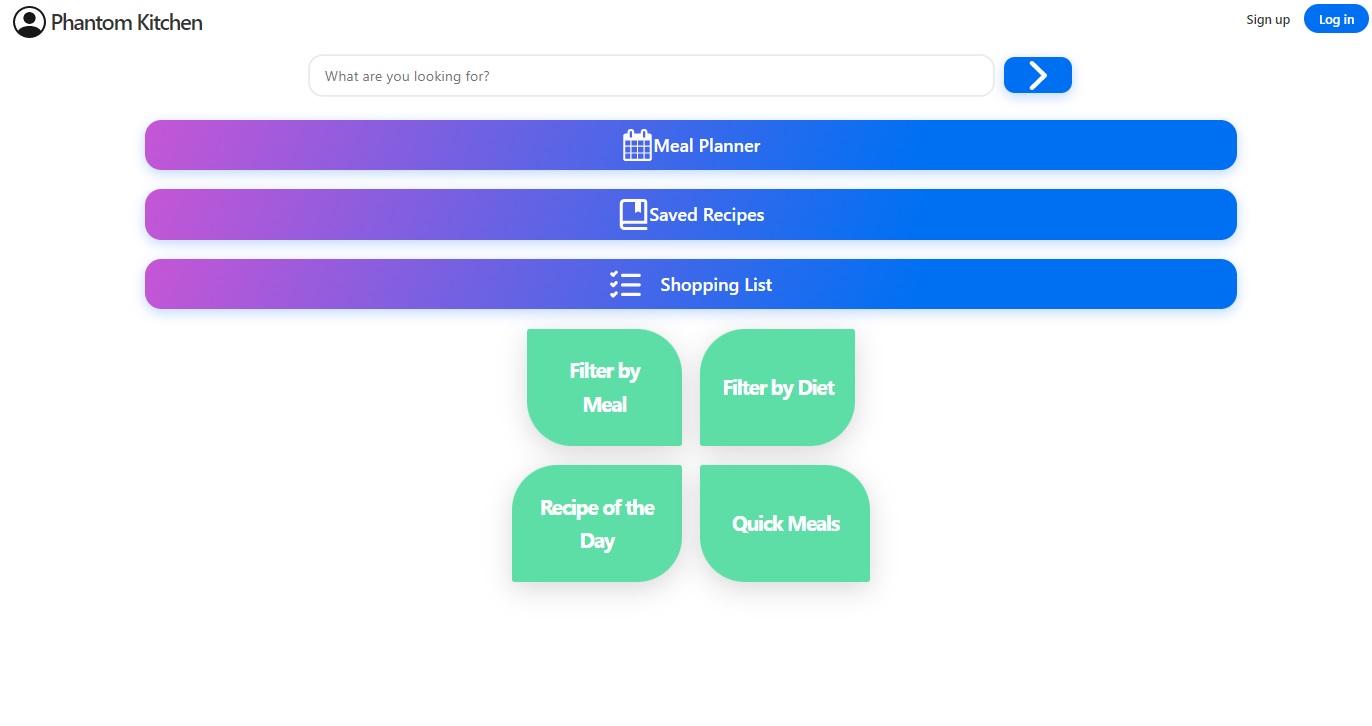 Phantom Kitchen
Sign up
Log in
What are you looking for?
Meal Planner
Saved Recipes
Shopping List
Filter by
Meal
Filter by Diet
Recipe of the
Day
Quick Meals